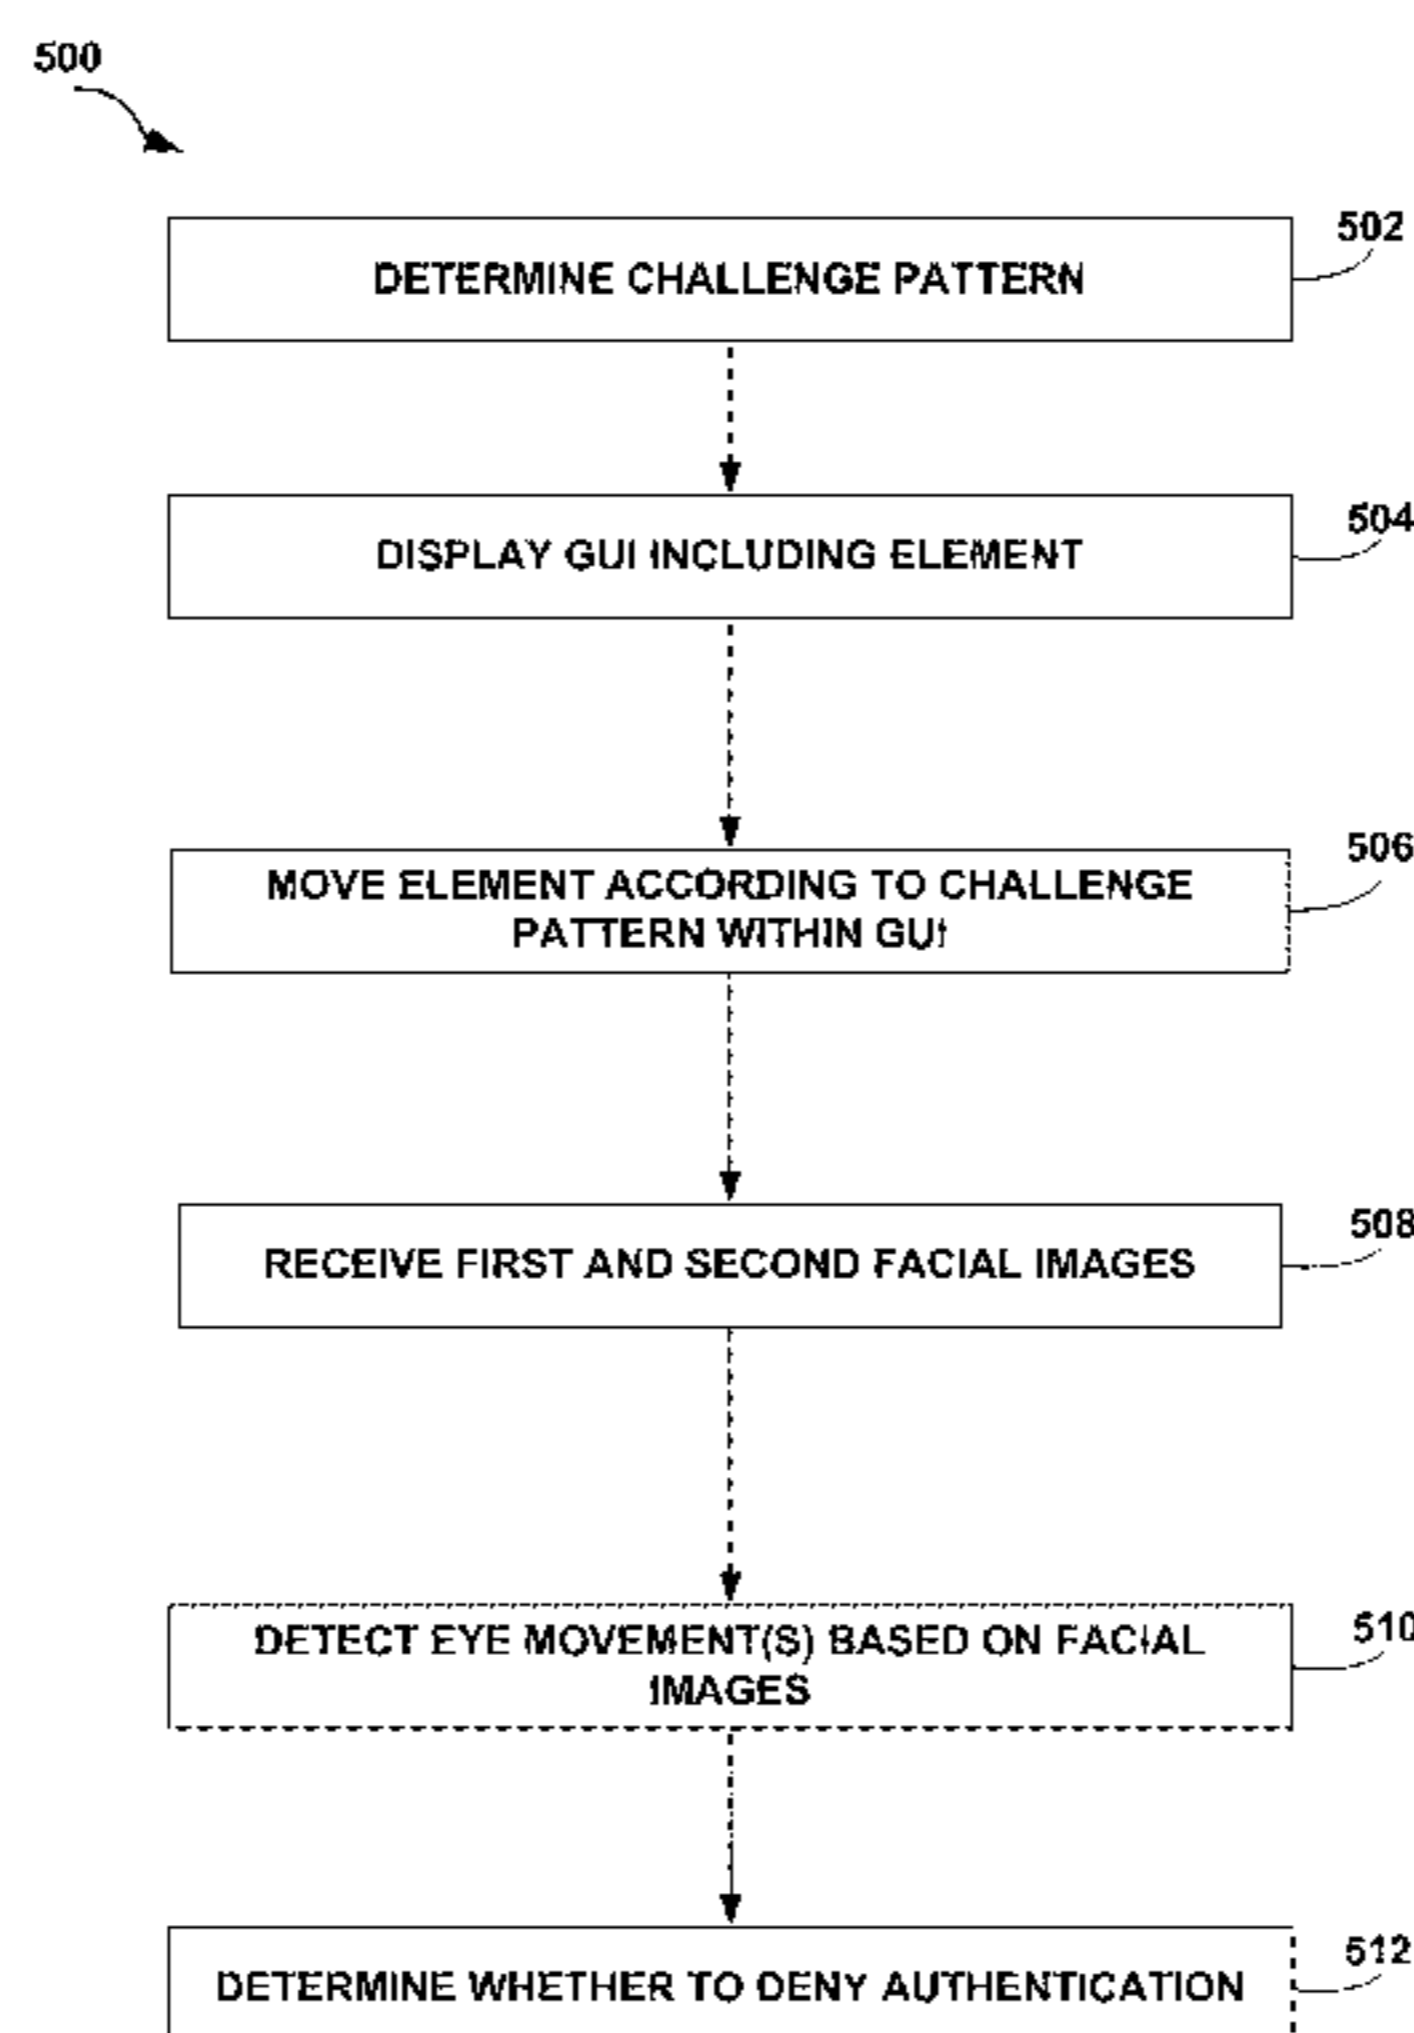 500
502
DETERMINE CHALLENGE PATTERN
504
DISPLAY GUI INCLUDING ELEMENT
506
MOVE ELEMENT ACCORDING TO CHALLENGE
PATTERN WITHIN GUI
508
RECEIVE FIRST AND SECOND FACIAL IMAGES
510
DETECT EYE MOVEMENT(S) BASED ON FACIAL
IMAGES
512
DETERMINE WHETHER TO DENY AUTHENTICATION